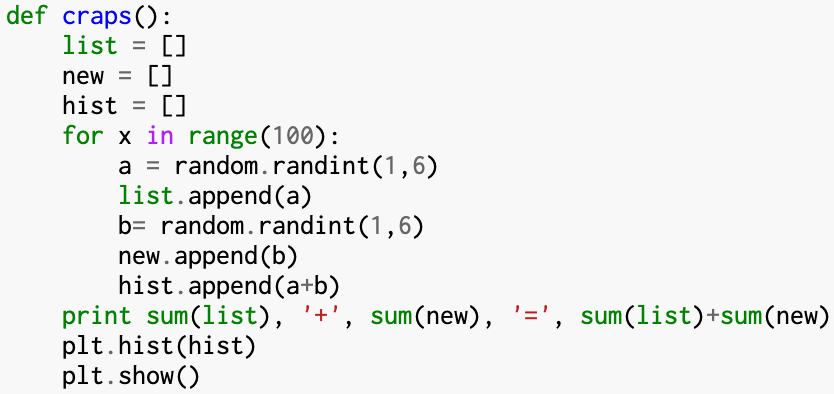 def craps():
    list = []
    new = []
    hist = []
    for x in range(100):
        a = random.randint(1,6)
        list.append(a)
        b= random.randint(1,6)
        new.append(b)
        hist.append(a+b)
    print sum(list), '+', sum(new), '=', sum(list)+sum(new)
    plt.hist(hist)
    plt.show()